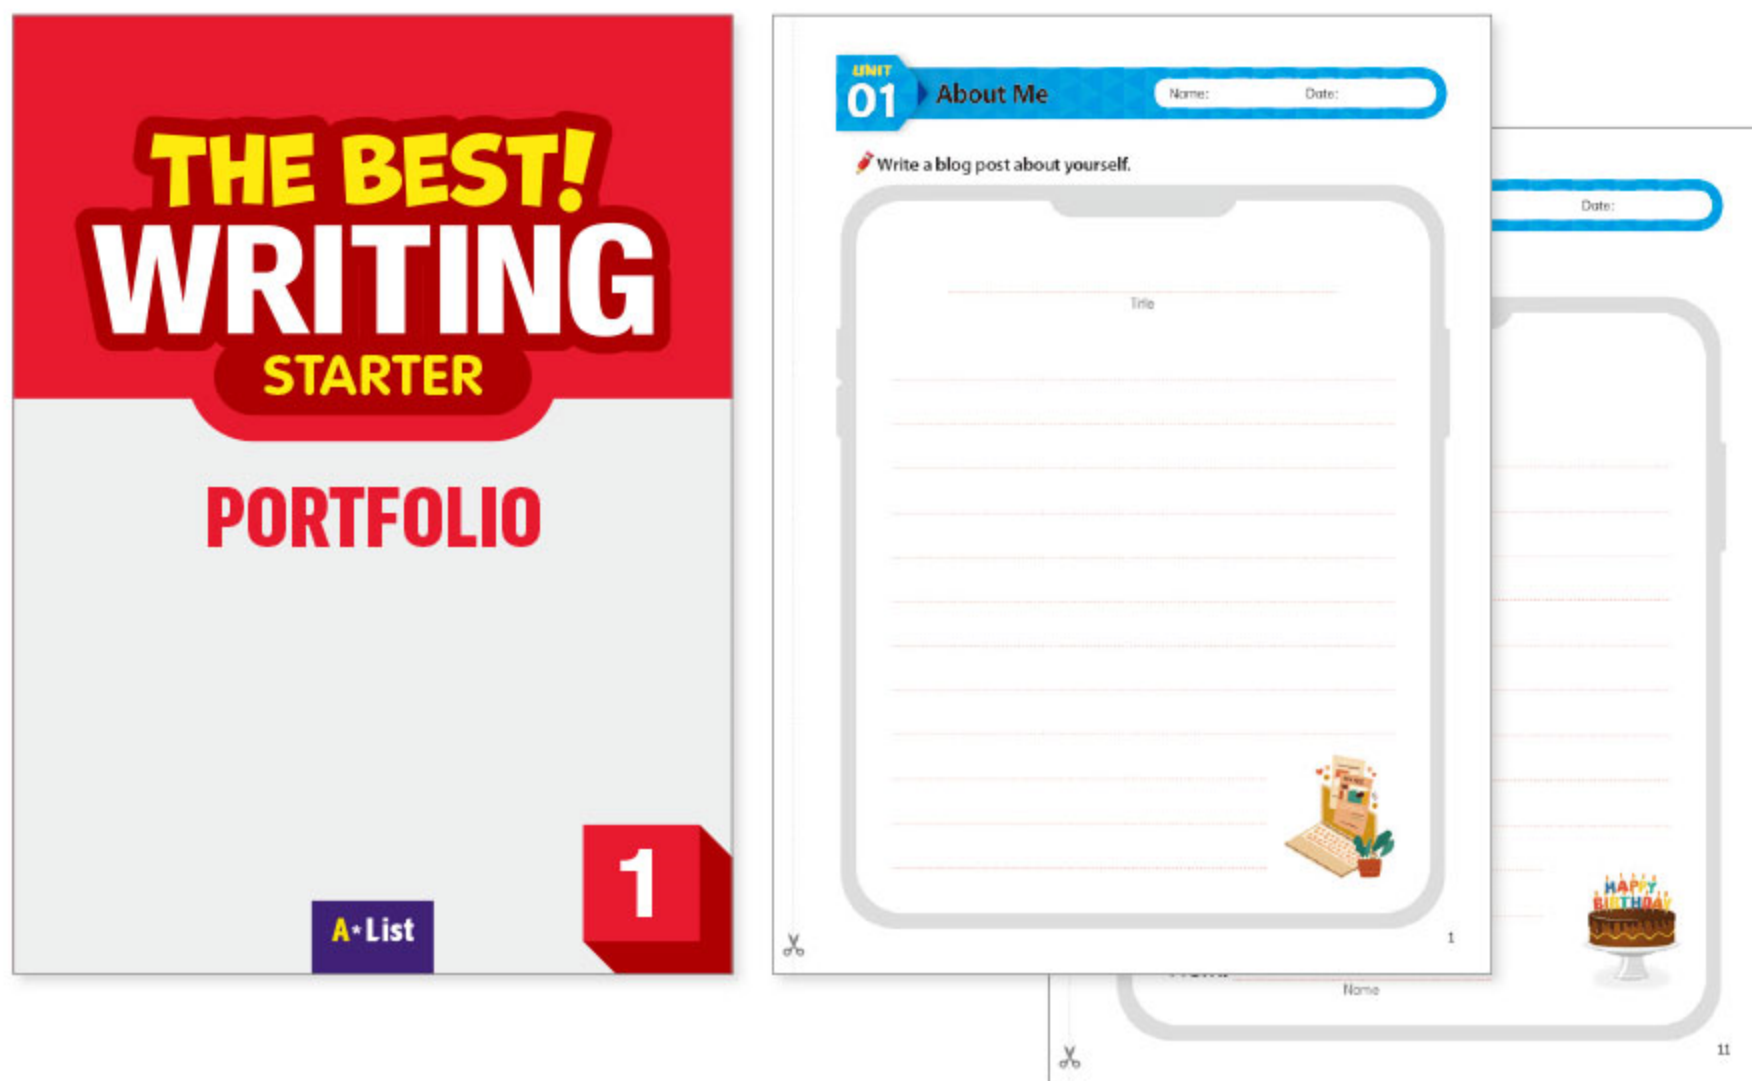 THE BEST!
WRITING
STARTER
PORTFOLIO
1
A*List
UNIT
01
About Me
Name:
Date:
Write a blog post about yourself.
Title
1
Date:
HAPPY
BIRTHDAY
Name
11